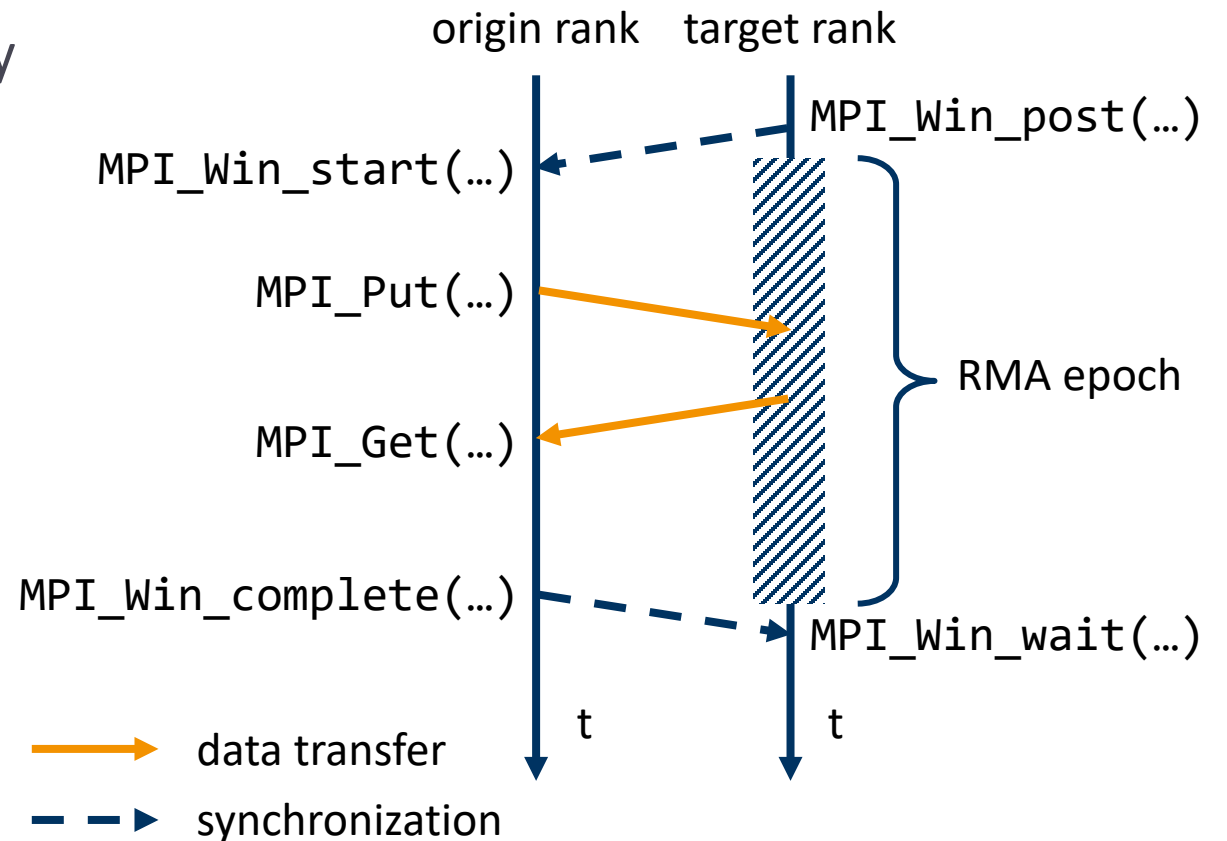 origin rank target rank
y
MPI_Win_post(…)
MPI_Win_start(…)
MPI_Put(…)
RMA epoch
MPI_Get(…)
MPI_Win_complete(…)
MPI_Win_wait(…)
t t
data transfer
synchronization